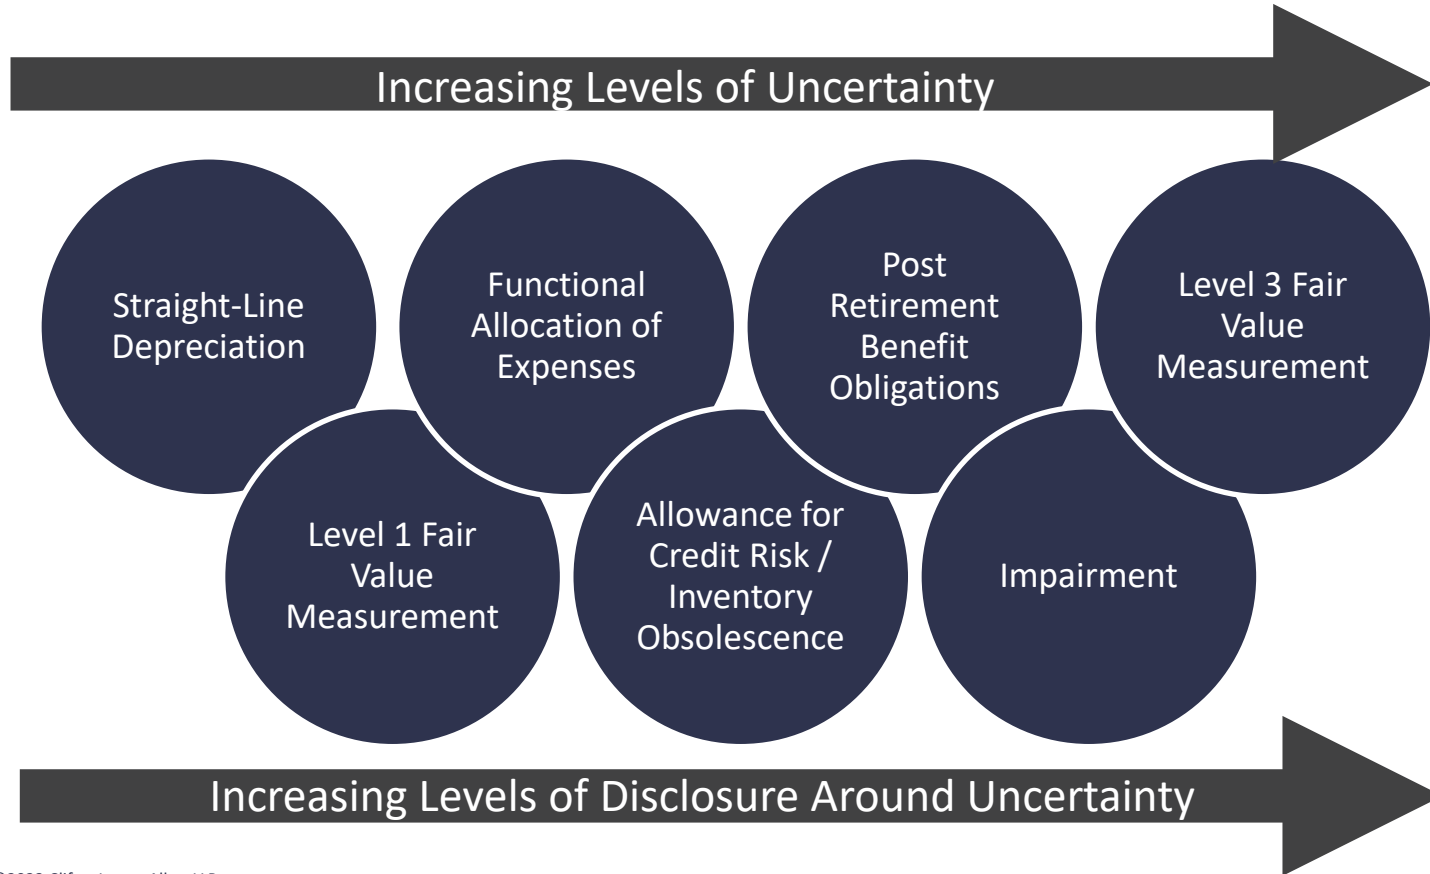 Increasing Levels of Uncertainty
Straight-Line
Depreciation
Functional
Allocation of
Expenses
Post
Retirement
Benefit
Obligations
Level 3 Fair
Value
Measurement
Level 1 Fair
Value
Measurement
Allowance for
Credit Risk /
Inventory
Obsolescence
Impairment
Increasing Levels of Disclosure Around Uncertainty